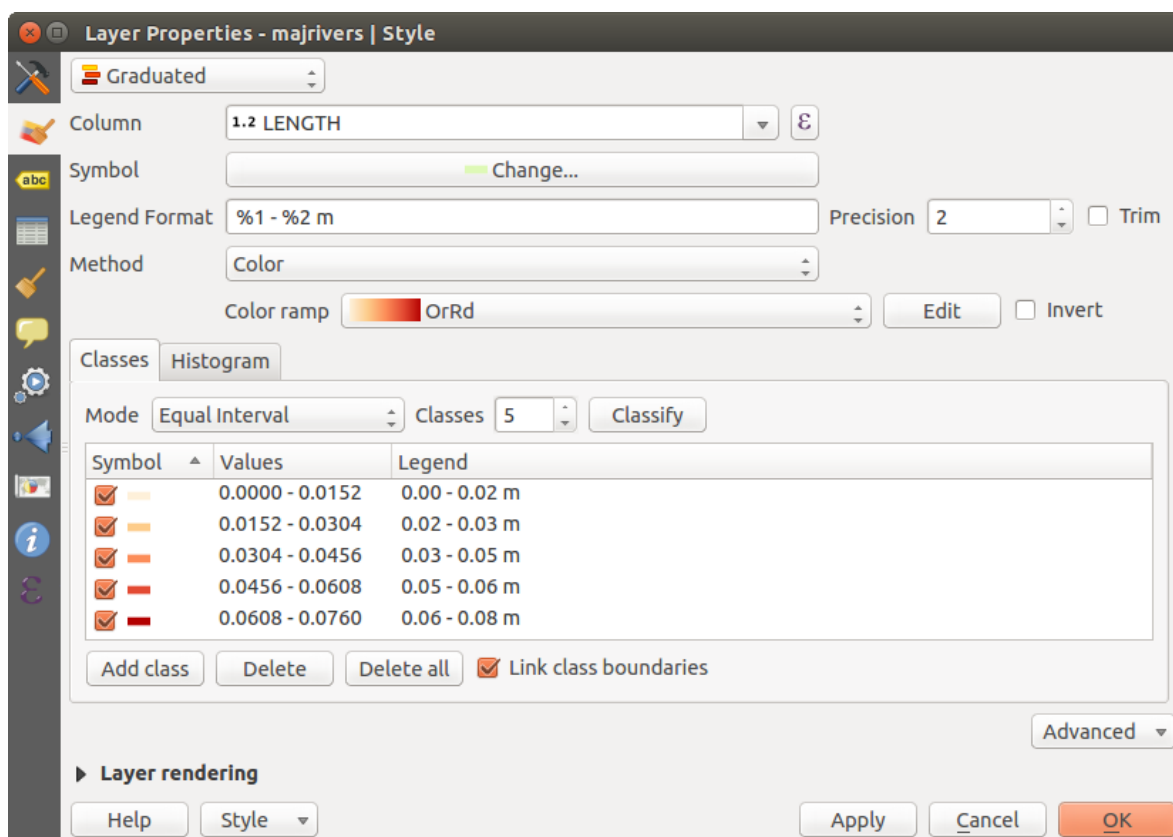 Layer Properties - majrivers | Style
Graduated
Column 1.2 LENGTH ε
Symbol Change...
abc
Legend Format %1 - %2 m Precision 2 Trim
Method Color
Color ramp OrRd Edit Invert
Classes Histogram
Mode Equal Interval Classes 5 Classify
Symbol Values Legend
0.0000 - 0.0152 0.00 - 0.02 m
0.0152 - 0.0304 0.02 - 0.03 m
0.0304 - 0.0456 0.03 - 0.05 m
0.0456 - 0.0608 0.05 - 0.06 m
0.0608 - 0.0760 0.06 - 0.08 m
i
ε
Add class Delete Delete all Link class boundaries
Advanced
Layer rendering
Help Style Apply Cancel OK